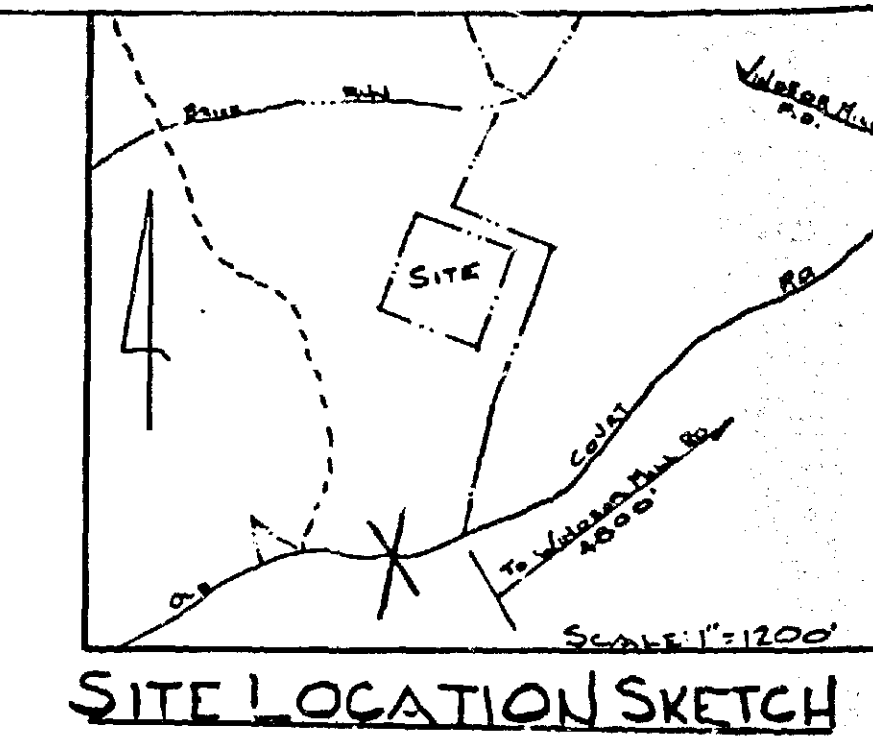 WINDSOR MILL
RD.
SITE
RD
COURT
TO WINDSOR MILL RD
4800'
SCALE: 1"=1200'
SITE LOCATION SKETCH